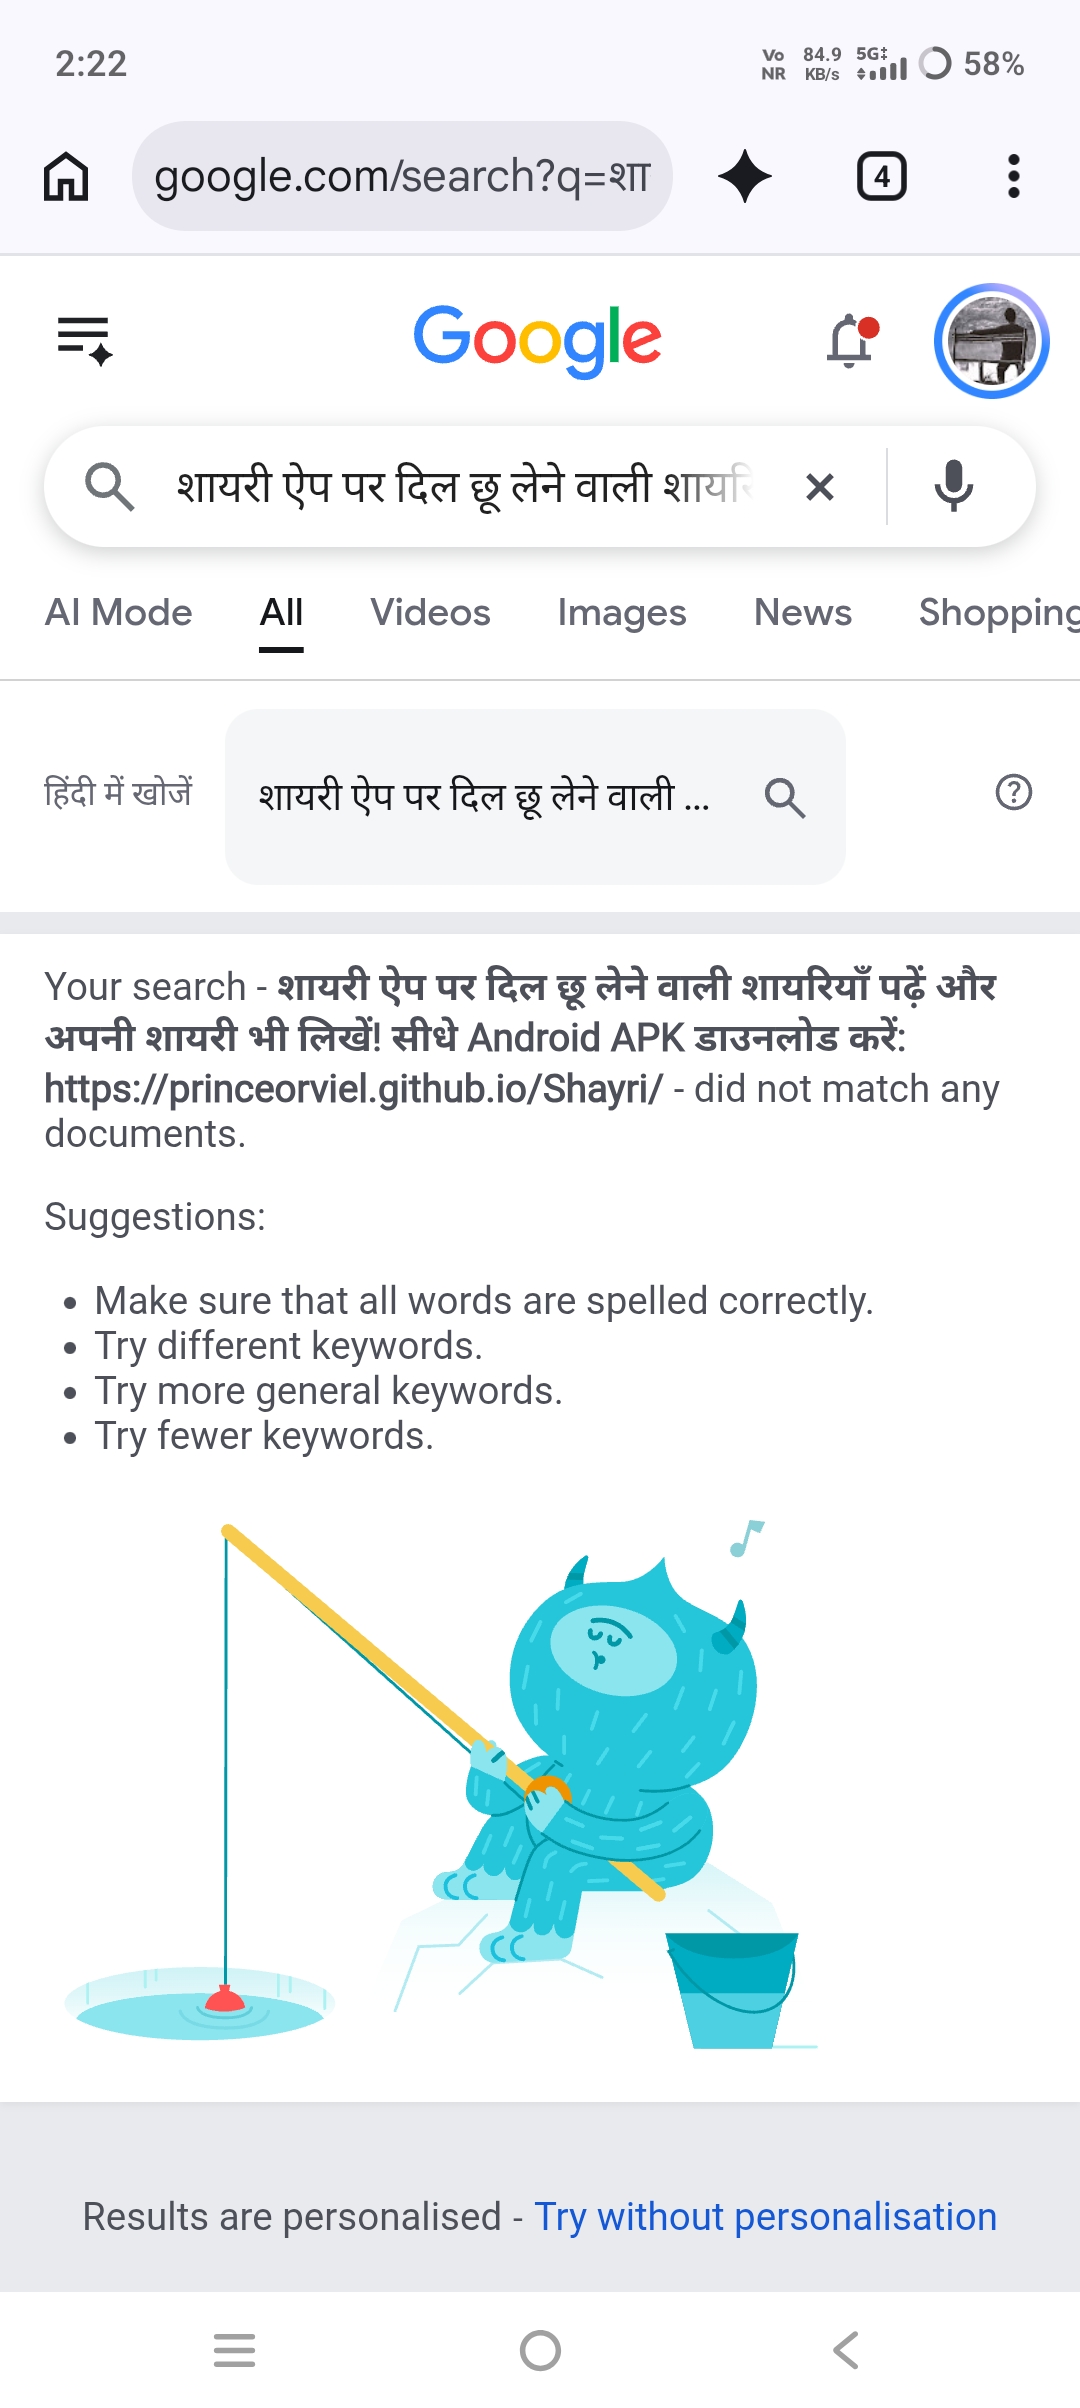 2:22
Vo NR 84.9 KB/s 5G‡ 58%
google.com/search?q=शा
4
Google
शायरी ऐप पर दिल छू लेने वाली शायरि
AI Mode All Videos Images News Shopping
हिंदी में खोजें
शायरी ऐप पर दिल छू लेने वाली ...
Your search - शायरी ऐप पर दिल छू लेने वाली शायरियाँ पढ़ें और
अपनी शायरी भी लिखें! सीधे Android APK डाउनलोड करें:
https://princeorviel.github.io/Shayri/ - did not match any
documents.
Suggestions:
• Make sure that all words are spelled correctly.
• Try different keywords.
• Try more general keywords.
• Try fewer keywords.
Results are personalised - Try without personalisation